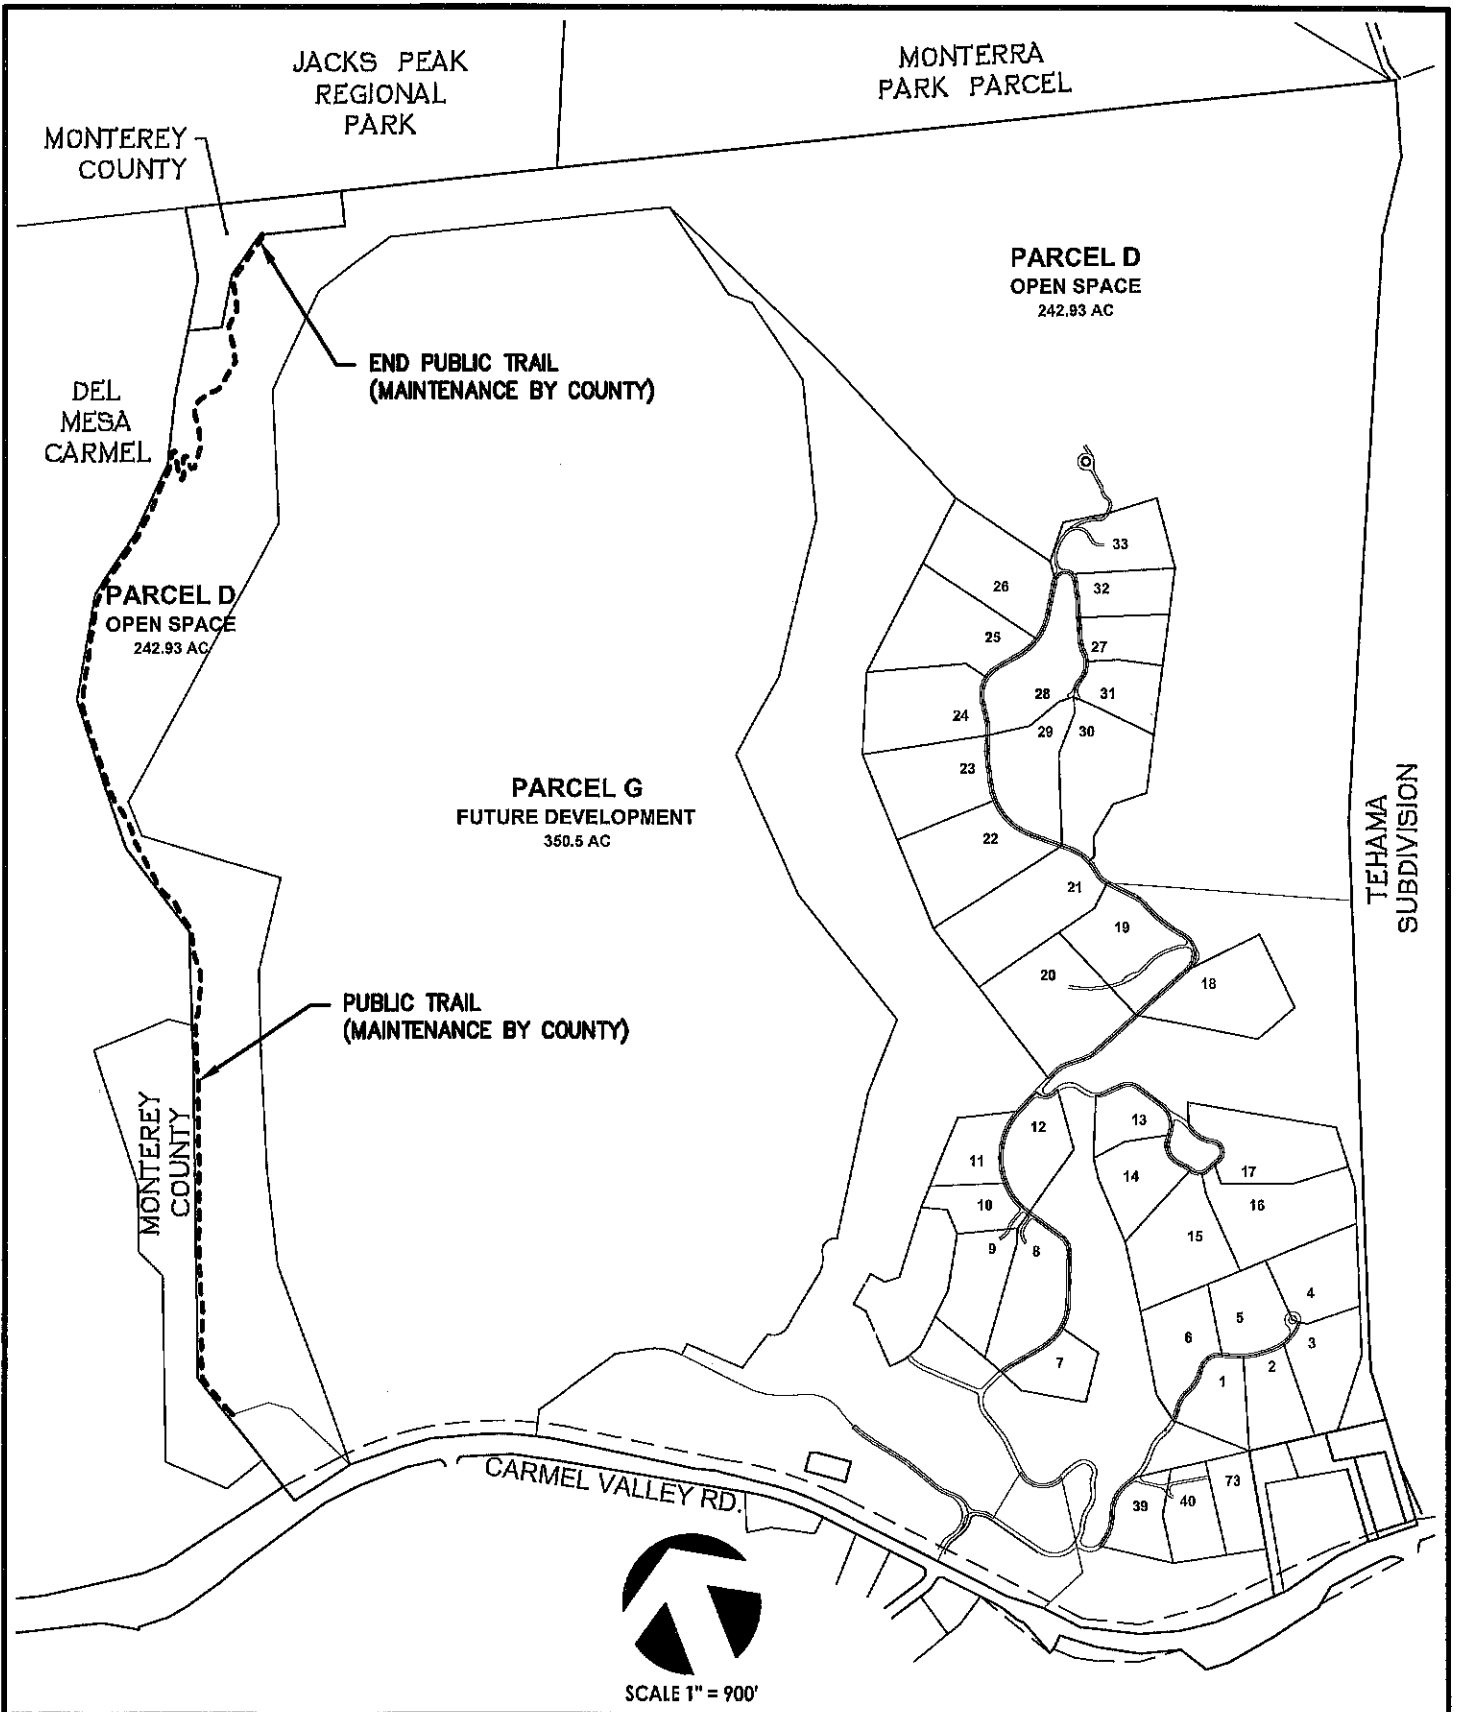 JACKS PEAK
REGIONAL
PARK
MONTERRA
PARK PARCEL
MONTEREY
COUNTY
PARCEL D
OPEN SPACE
242.93 AC
END PUBLIC TRAIL
(MAINTENANCE BY COUNTY)
DEL
MESA
CARMEL
33
26
32
PARCEL D
OPEN SPACE
242.93 AC
25
27
28
31
24
29
30
23
PARCEL G
FUTURE DEVELOPMENT
350.5 AC
TEHAMA
SUBDIVISION
22
21
19
20
18
PUBLIC TRAIL
(MAINTENANCE BY COUNTY)
MONTEREY
COUNTY
12
13
11
14
17
10
16
15
9
8
4
5
6
3
7
2
1
CARMEL VALLEY RD.
73
39
40
SCALE 1" = 900'